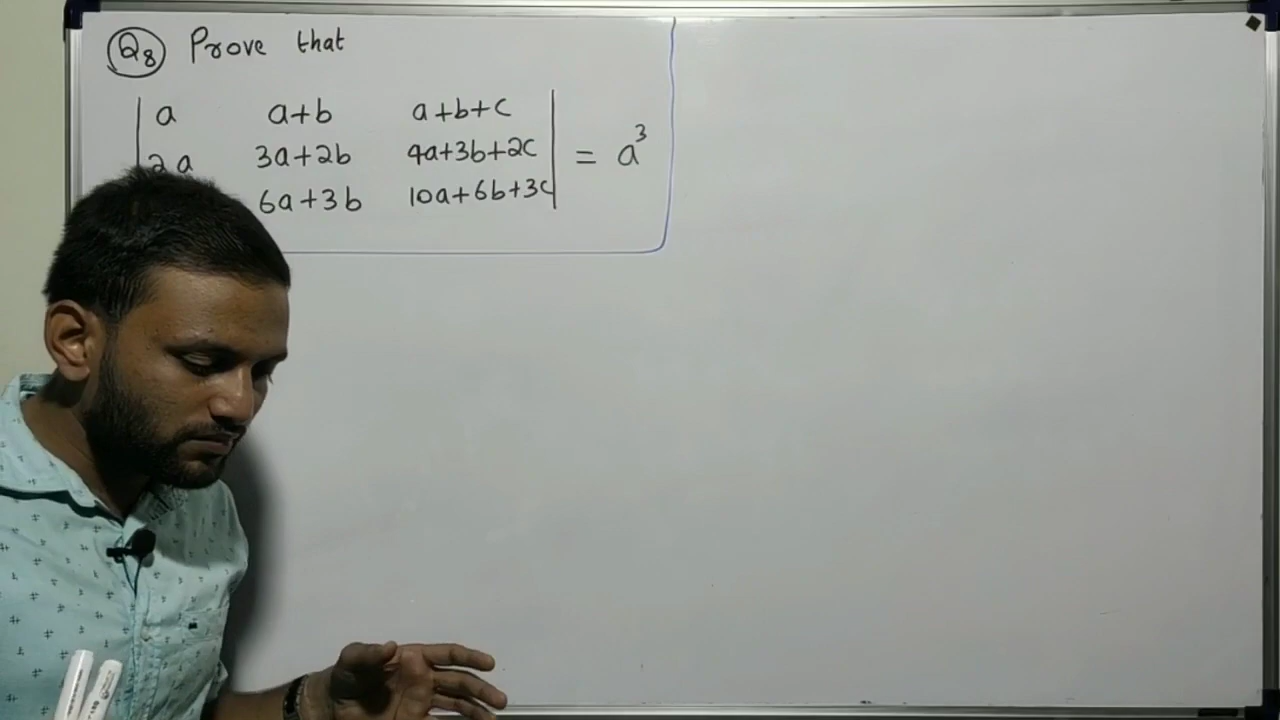 Q8 Prove that
a a+b a+b+c
2a 3a+2b 4a+3b+2c = a³
6a+3b 10a+6b+3c